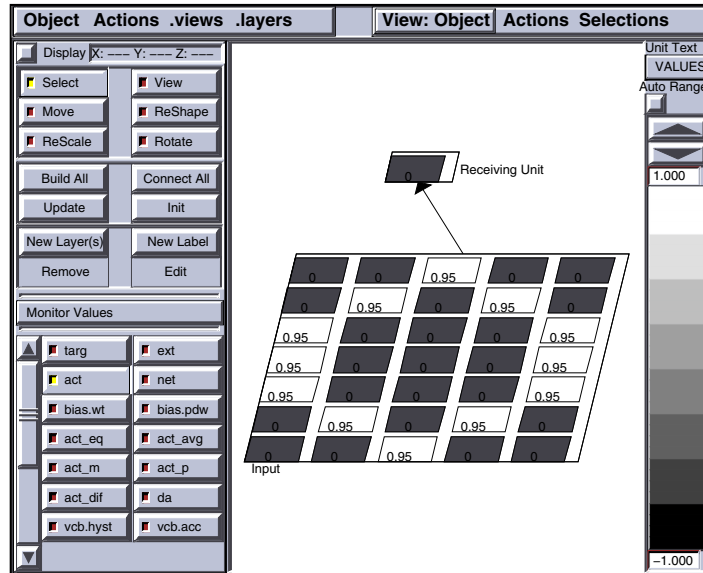 Object Actions .views .layers View: Object Actions Selections
Display X: --- Y: --- Z: --- Unit Text
Select View VALUES
Auto Range
Move ReShape
ReScale Rotate
0 Receiving Unit
Build All Connect All 1.000
Update Init
New Layer(s) New Label
Remove Edit
0 0 0.95 0 0
0 0.95 0 0.95 0
Monitor Values
0.95 0 0 0 0.95
targ ext
0.95 0 0 0 0.95
act net
0.95 0 0 0 0.95
bias.wt bias.pdw
0 0.95 0 0.95 0
act_eq act_avg
0 0 0.95 0 0
act_m act_p
Input
act_dif da
vcb.hyst vcb.acc
−1.000